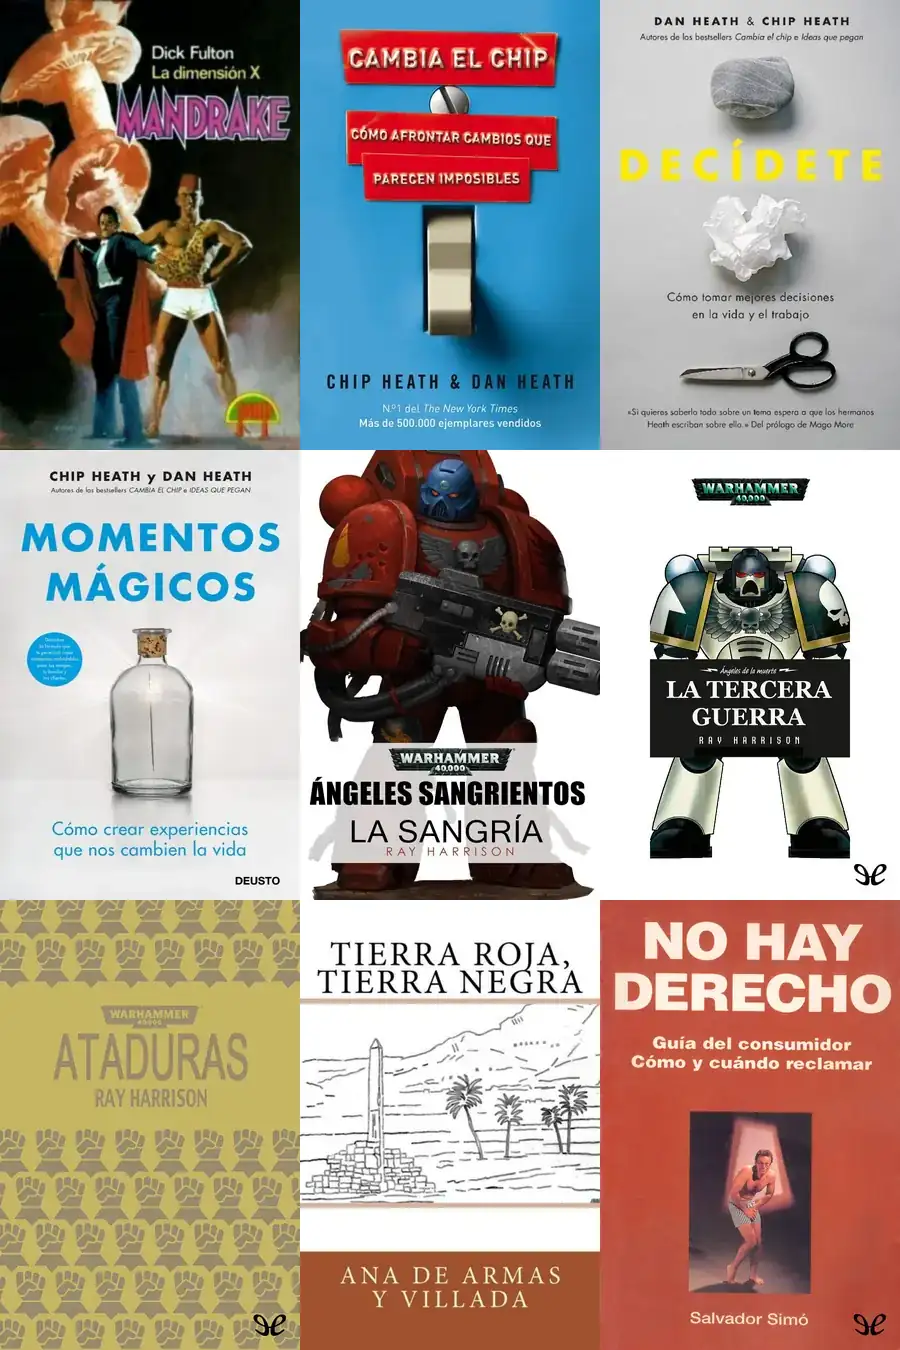 Dick Fulton
La dimensión X
MANDRAKE
CAMBIA EL CHIP
CÓMO AFRONTAR CAMBIOS QUE
PARECEN IMPOSIBLES
CHIP HEATH & DAN HEATH
N.º 1 del The New York Times
Más de 500.000 ejemplares vendidos
DAN HEATH & CHIP HEATH
Autores de los bestsellers Cambia el chip e Ideas que pegan
DECÍDETE
Cómo tomar mejores decisiones
en la vida y el trabajo
«Si quieres saberlo todo sobre un tema espera a que los hermanos
Heath escriban sobre ello.» Del prólogo de Mago More
CHIP HEATH y DAN HEATH
Autores de los bestsellers CAMBIA EL CHIP e IDEAS QUE PEGAN
MOMENTOS
MÁGICOS
Cómo crear experiencias
que nos cambien la vida
DEUSTO
WARHAMMER
40,000
ÁNGELES SANGRIENTOS
LA SANGRÍA
RAY HARRISON
WARHAMMER
40,000
Ángeles de la muerte
LA TERCERA
GUERRA
RAY HARRISON
WARHAMMER
40000
ATADURAS
RAY HARRISON
TIERRA ROJA,
TIERRA NEGRA
ANA DE ARMAS
Y VILLADA
NO HAY
DERECHO
Guía del consumidor
Cómo y cuándo reclamar
Salvador Simó